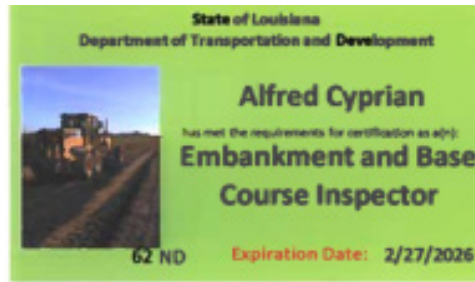 State of Louisiana
Department of Transportation and Development
Alfred Cyprian
has met the requirements for certification as a(n):
Embankment and Base
Course Inspector
62 ND
Expiration Date: 2/27/2026